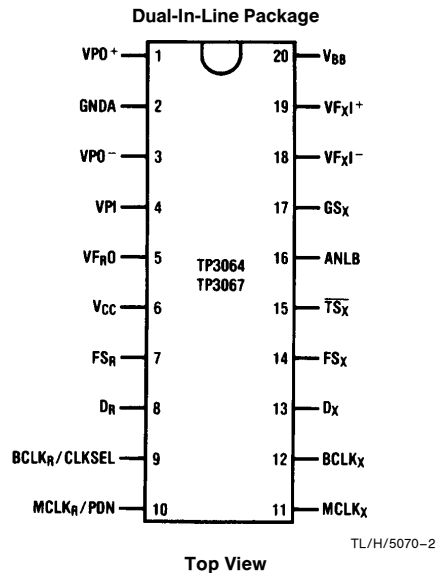 Dual-In-Line Package
VPO+ 1 20 VBB
GNDA 2 19 VFXI+
VPO− 3 18 VFXI−
VPI 4 17 GSX
VFRO 5 16 ANLB
TP3064
TP3067
VCC 6 15 TSX
FSR 7 14 FSX
DR 8 13 DX
BCLKR/CLKSEL 9 12 BCLKX
MCLKR/PDN 10 11 MCLKX
TL/H/5070–2
Top View